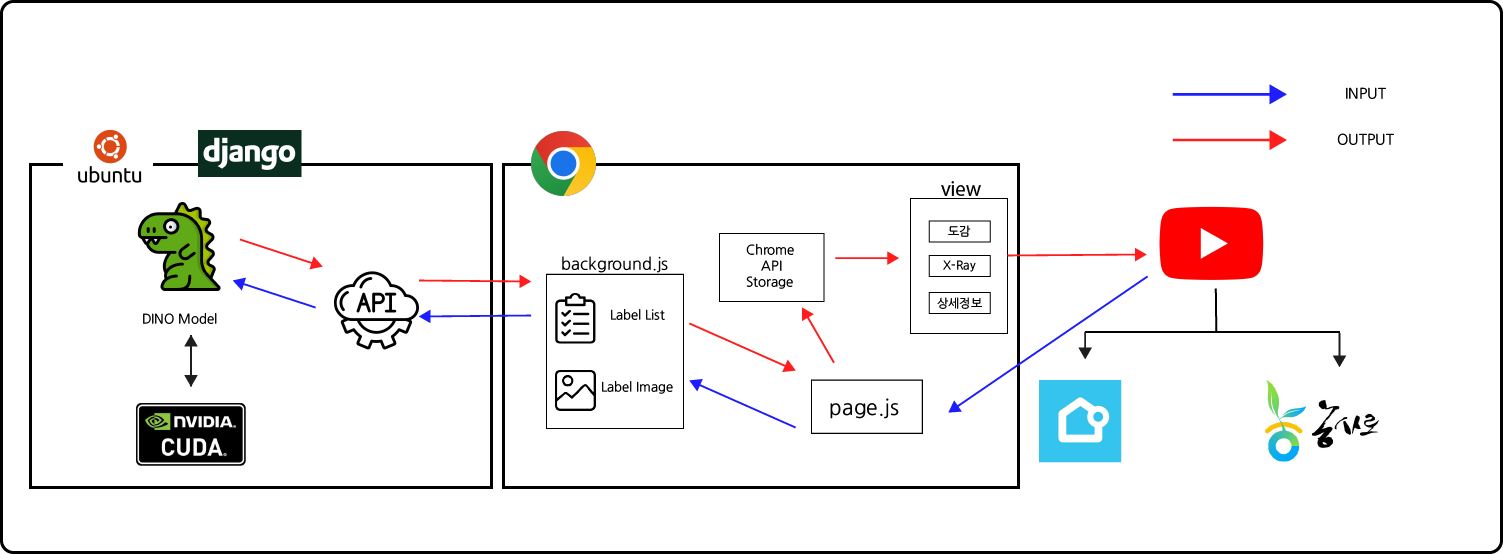 INPUT
OUTPUT
ubuntu
django
view
도감
X-Ray
상세정보
Chrome
API
Storage
background.js
Label List
Label Image
API
DINO Model
page.js
NVIDIA.
CUDA.
농사로